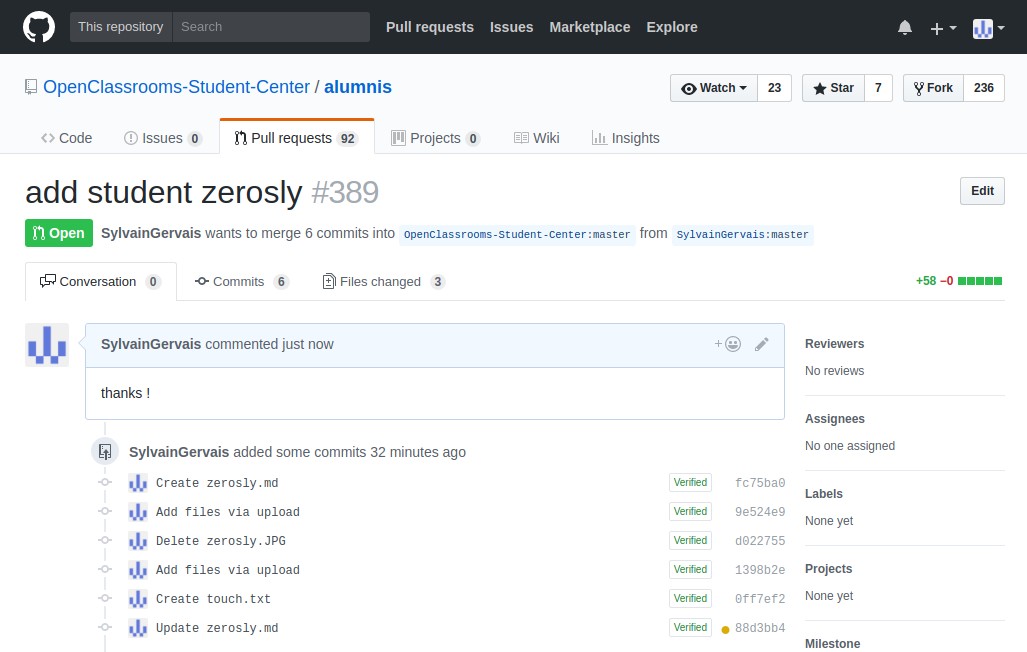 This repository Search Pull requests Issues Marketplace Explore
OpenClassrooms-Student-Center / alumnis Watch 23 Star 7 Fork 236
Code Issues 0 Pull requests 92 Projects 0 Wiki Insights
add student zerosly #389 Edit
Open SylvainGervais wants to merge 6 commits into OpenClassrooms-Student-Center:master from SylvainGervais:master
Conversation 0 Commits 6 Files changed 3 +58 −0
SylvainGervais commented just now
thanks !
SylvainGervais added some commits 32 minutes ago
Create zerosly.md Verified fc75ba0
Add files via upload Verified 9e524e9
Delete zerosly.JPG Verified d022755
Add files via upload Verified 1398b2e
Create touch.txt Verified 0ff7ef2
Update zerosly.md Verified 88d3bb4
Reviewers
No reviews
Assignees
No one assigned
Labels
None yet
Projects
None yet
Milestone